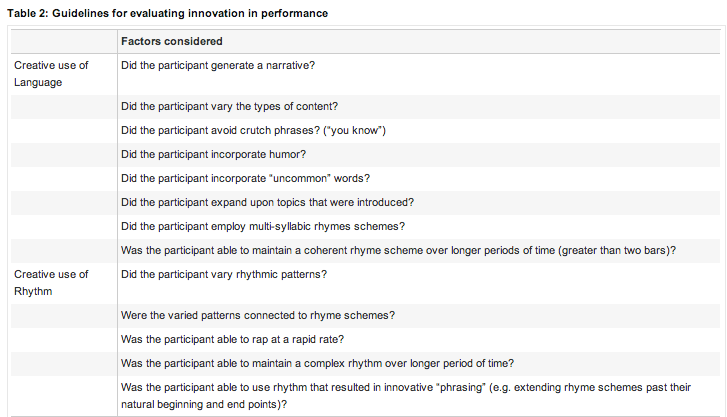 Table 2: Guidelines for evaluating innovation in performance
Factors considered
Creative use of Language
Did the participant generate a narrative?
Did the participant vary the types of content?
Did the participant avoid crutch phrases? (“you know”)
Did the participant incorporate humor?
Did the participant incorporate “uncommon” words?
Did the participant expand upon topics that were introduced?
Did the participant employ multi-syllabic rhymes schemes?
Was the participant able to maintain a coherent rhyme scheme over longer periods of time (greater than two bars)?
Creative use of Rhythm
Did the participant vary rhythmic patterns?
Were the varied patterns connected to rhyme schemes?
Was the participant able to rap at a rapid rate?
Was the participant able to maintain a complex rhythm over longer period of time?
Was the participant able to use rhythm that resulted in innovative “phrasing” (e.g. extending rhyme schemes past their
natural beginning and end points)?